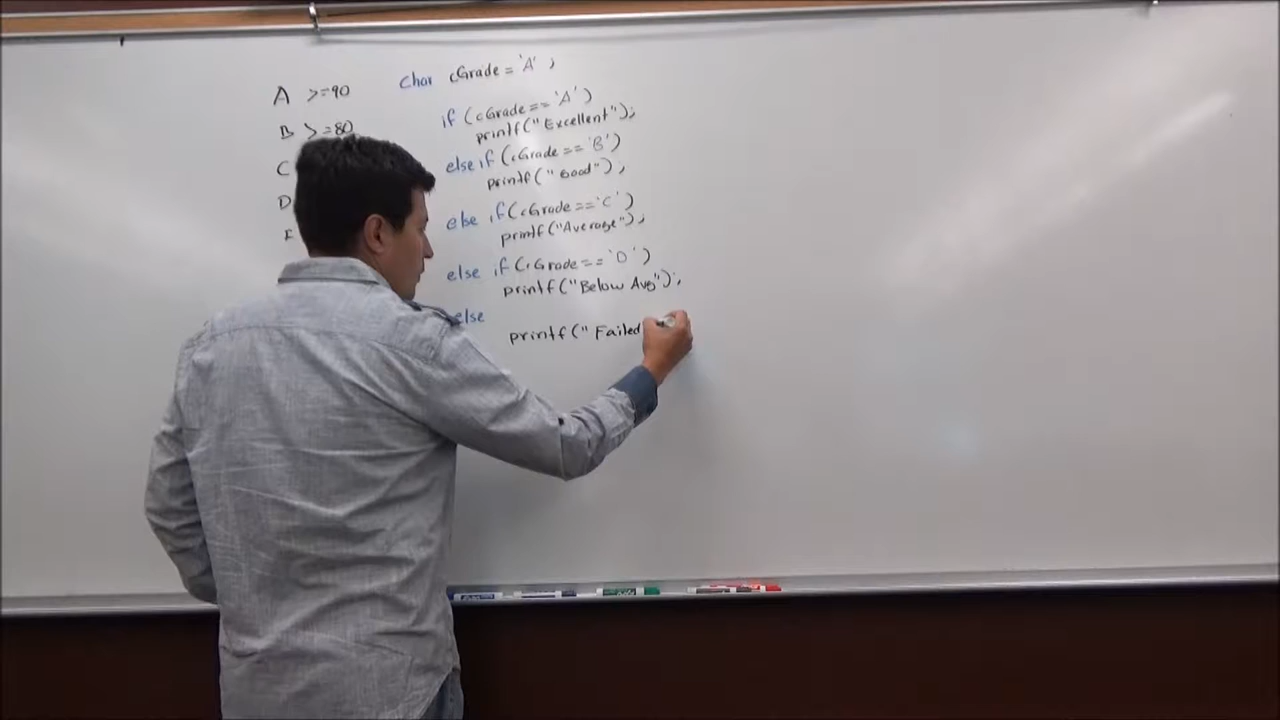 A >=90
B >=80
C
D
char cGrade = 'A' ;
if (cGrade == 'A')
printf("Excellent");
else if (cGrade == 'B')
printf("Good");
else if (cGrade == 'C')
printf("Average");
else if (cGrade == 'D')
printf("Below Avg");
else
printf("Failed